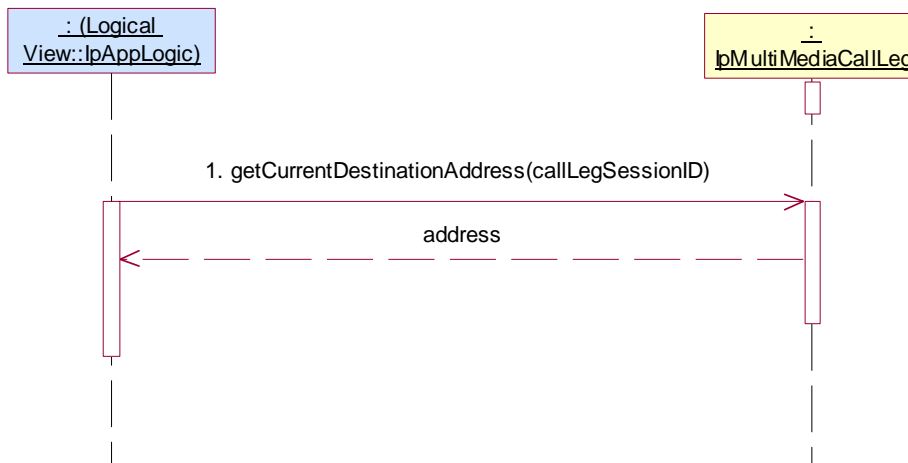 : (Logical
View::IpAppLogic)
:
IpMultiMediaCallLeg
1. getCurrentDestinationAddress(callLegSessionID)
address